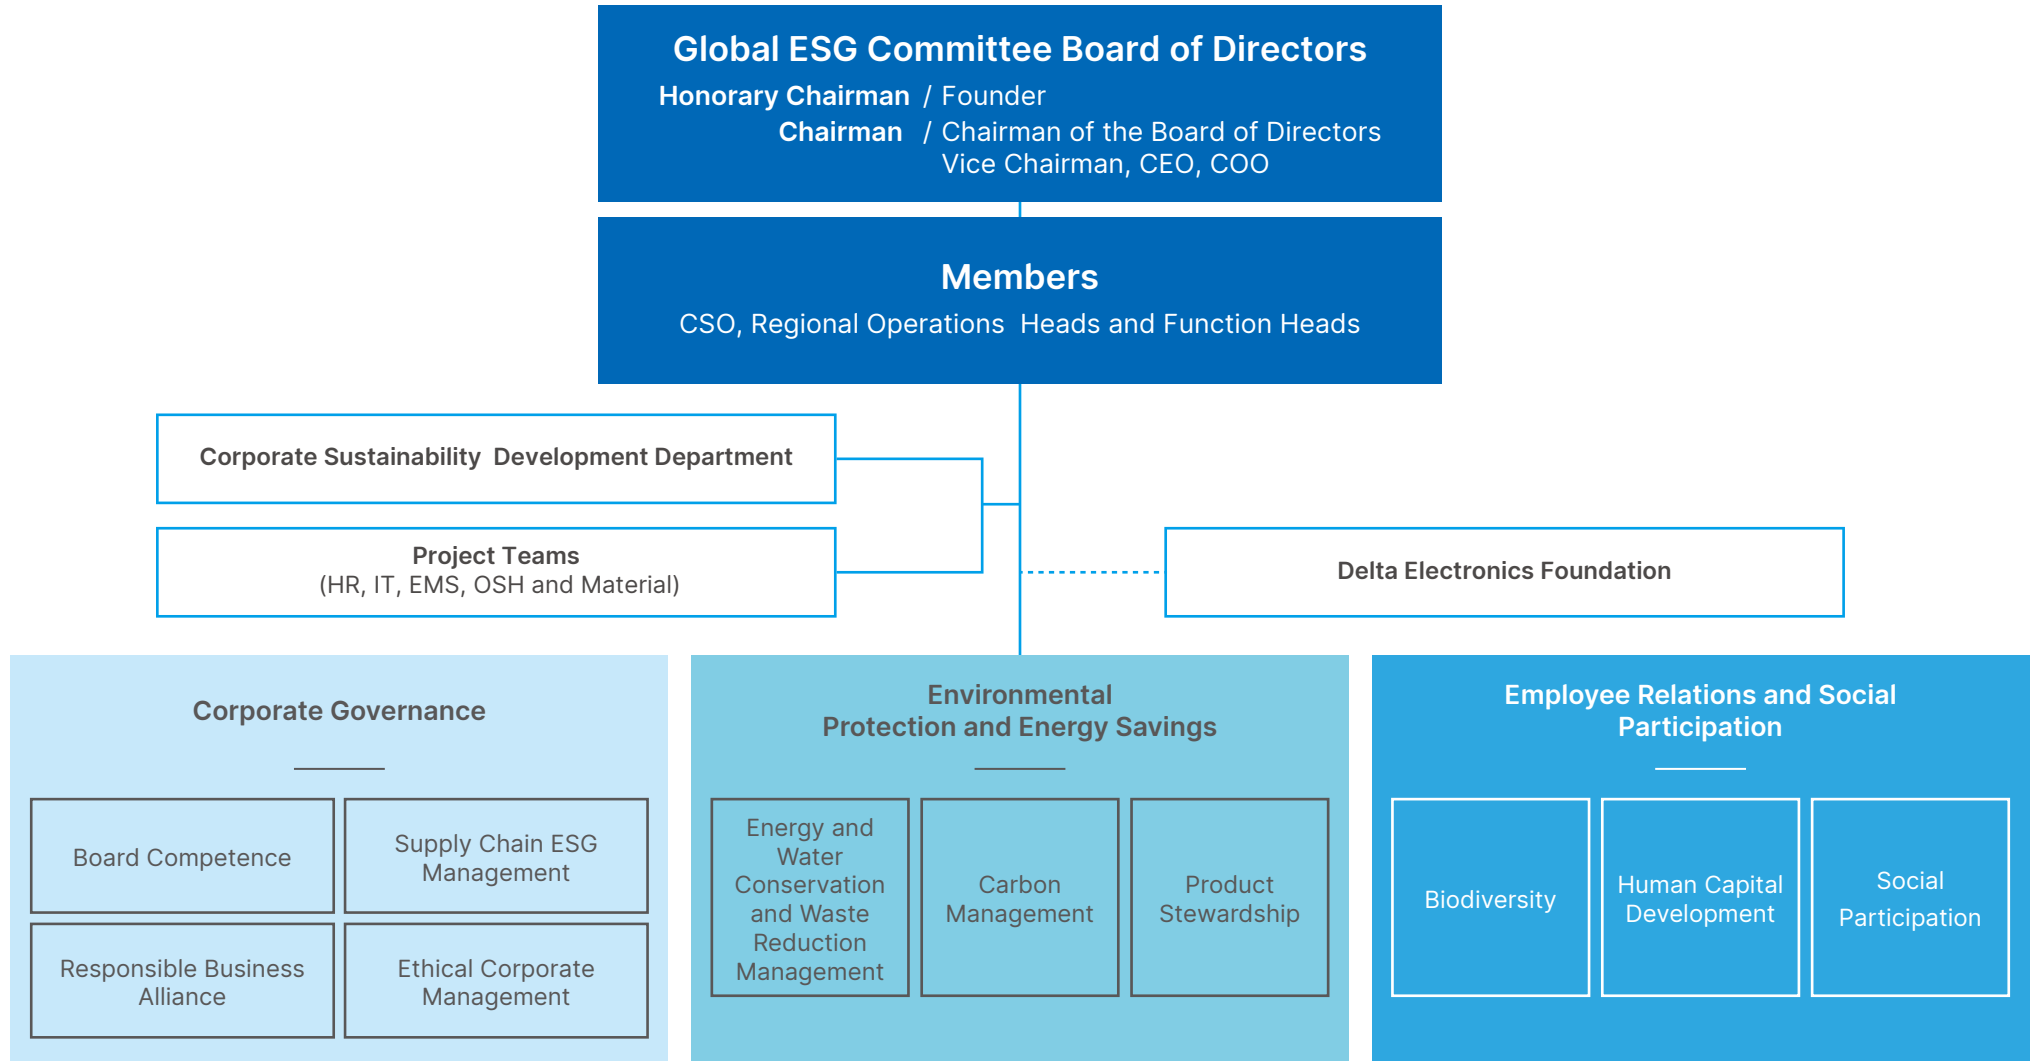 Global ESG Committee Board of Directors
Honorary Chairman / Founder
Chairman / Chairman of the Board of Directors
Vice Chairman, CEO, COO
Members
CSO, Regional Operations Heads and Function Heads
Corporate Sustainability Development Department
Project Teams
(HR, IT, EMS, OSH and Material)
Delta Electronics Foundation
Corporate Governance
Board Competence
Supply Chain ESG
Management
Responsible Business
Alliance
Ethical Corporate
Management
Environmental
Protection and Energy Savings
Energy and
Water
Conservation
and Waste
Reduction
Management
Carbon
Management
Product
Stewardship
Employee Relations and Social
Participation
Biodiversity
Human Capital
Development
Social
Participation